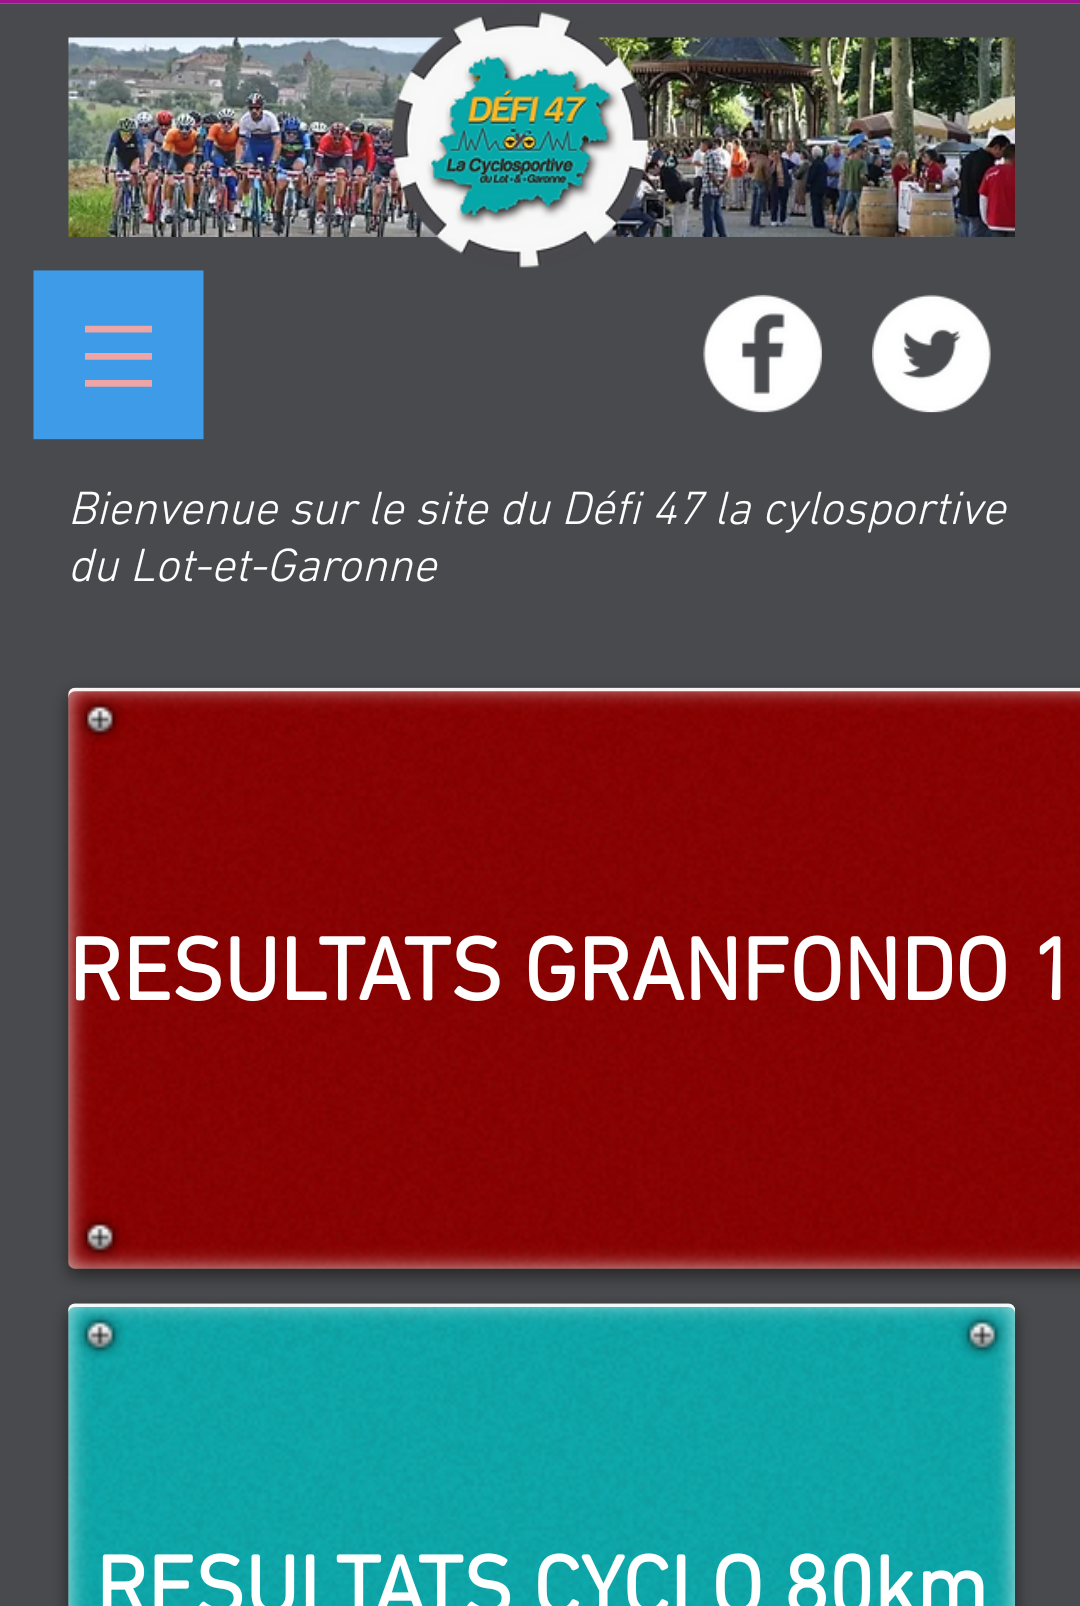 DÉFI 47
La Cyclosportive
du Lot - & - Garonne
Bienvenue sur le site du Défi 47 la cylosportive
du Lot-et-Garonne
RESULTATS GRANFONDO 1
RESULTATS CYCLO 80km